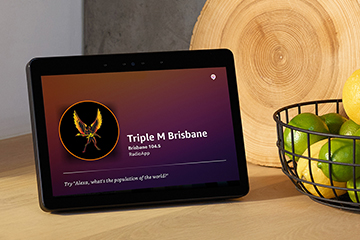 Triple M Brisbane
Brisbane 104.5
RadioApp
Try "Alexa, what's the population of the world?"